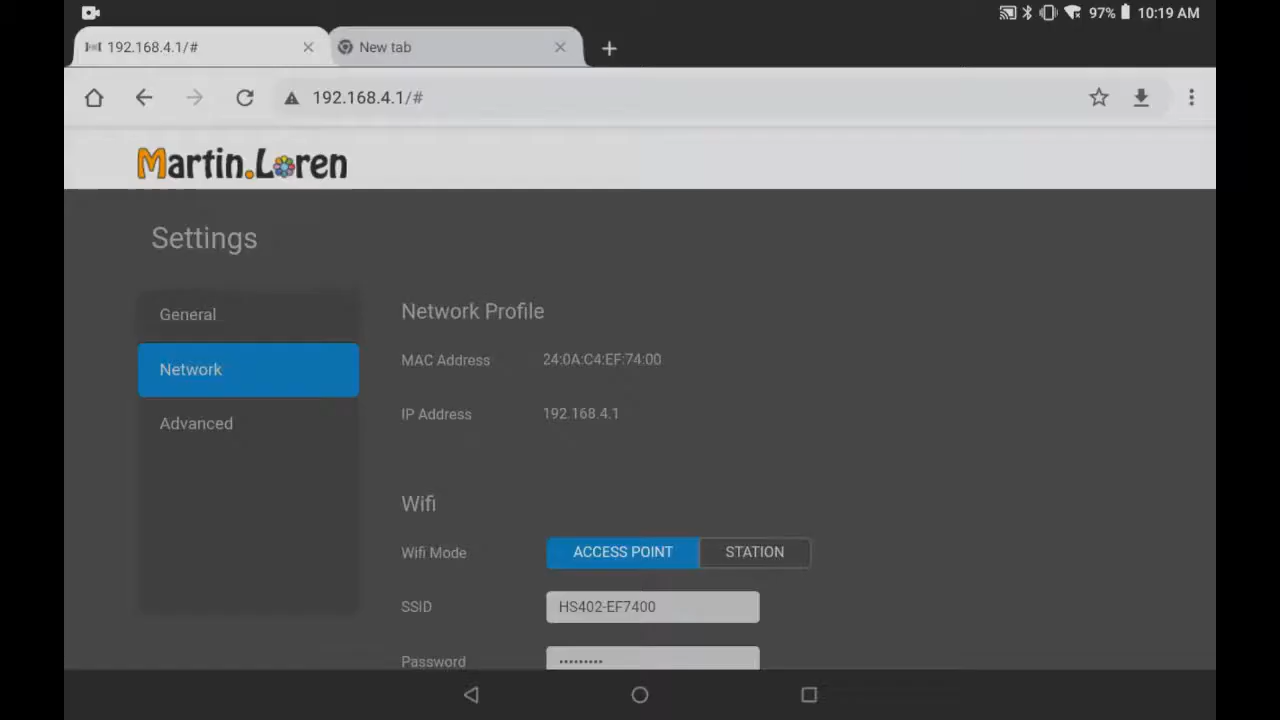 97% 10:19 AM
192.168.4.1/# New tab
192.168.4.1/#
Martin.Loren
Settings
General
Network
Advanced
Network Profile
MAC Address 24:0A:C4:EF:74:00
IP Address 192.168.4.1
Wifi
Wifi Mode ACCESS POINT STATION
SSID HS402-EF7400
Password •••••••••